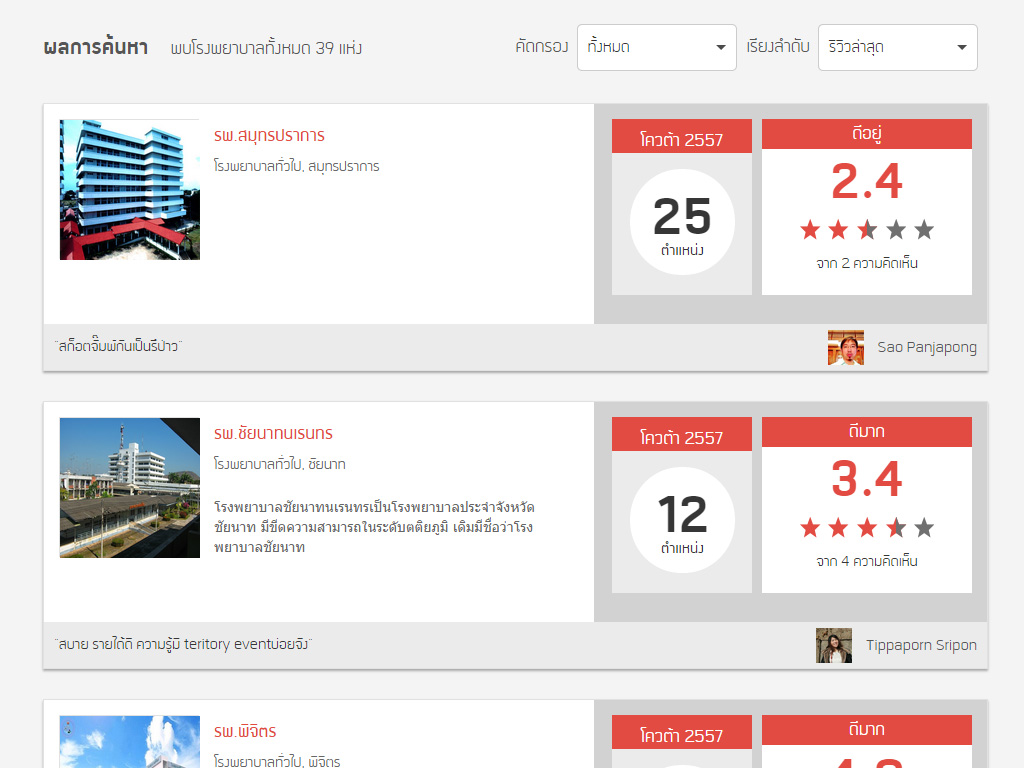 ผลการค้นหา พบโรงพยาบาลทั้งหมด 39 แห่ง คัดกรอง ทั้งหมด เรียงลำดับ รีวิวล่าสุด
รพ.สมุทรปราการ
โรงพยาบาลทั่วไป, สมุทรปราการ
โควต้า 2557
25
ตำแหน่ง
ดีอยู่
2.4
จาก 2 ความคิดเห็น
"สก็อตจิ๊มพ์กันเป็นรึป่าว"
Sao Panjapong
รพ.ชัยนาทนเรนทร
โรงพยาบาลทั่วไป, ชัยนาท
โรงพยาบาลชัยนาทนเรนทรเป็นโรงพยาบาลประจำจังหวัด
ชัยนาท มีขีดความสามารถในระดับตติยภูมิ เดิมมีชื่อว่าโรง
พยาบาลชัยนาท
โควต้า 2557
12
ตำแหน่ง
ดีมาก
3.4
จาก 4 ความคิดเห็น
"สบาย รายได้ดี ความรู้มี teritory eventบ่อยจัง"
Tippaporn Sripon
รพ.พิจิตร
โรงพยาบาลทั่วไป, พิจิตร
โควต้า 2557
ดีมาก